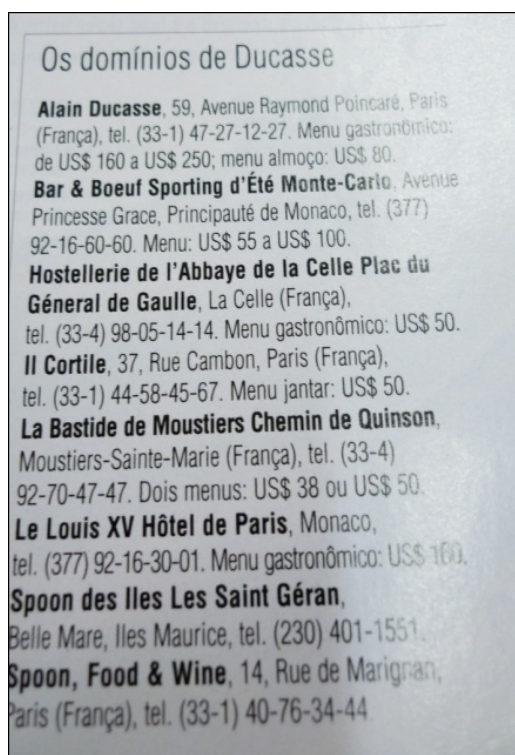 Os domínios de Ducasse
Alain Ducasse, 59, Avenue Raymond Poincaré, Paris
(França), tel. (33-1) 47-27-12-27. Menu gastronômico:
de US$ 160 a US$ 250; menu almoço: US$ 80.
Bar & Boeuf Sporting d'Été Monte-Carlo, Avenue
Princesse Grace, Principauté de Monaco, tel. (377)
92-16-60-60. Menu: US$ 55 a US$ 100.
Hostellerie de l'Abbaye de la Celle Plac du
Géneral de Gaulle, La Celle (França),
tel. (33-4) 98-05-14-14. Menu gastronômico: US$ 50.
Il Cortile, 37, Rue Cambon, Paris (França),
tel. (33-1) 44-58-45-67. Menu jantar: US$ 50.
La Bastide de Moustiers Chemin de Quinson,
Moustiers-Sainte-Marie (França), tel. (33-4)
92-70-47-47. Dois menus: US$ 38 ou US$ 50.
Le Louis XV Hôtel de Paris, Monaco,
tel. (377) 92-16-30-01. Menu gastronômico: US$ 160.
Spoon des Iles Les Saint Géran,
Belle Mare, Iles Maurice, tel. (230) 401-1551.
Spoon, Food & Wine, 14, Rue de Marignan,
Paris (França), tel. (33-1) 40-76-34-44